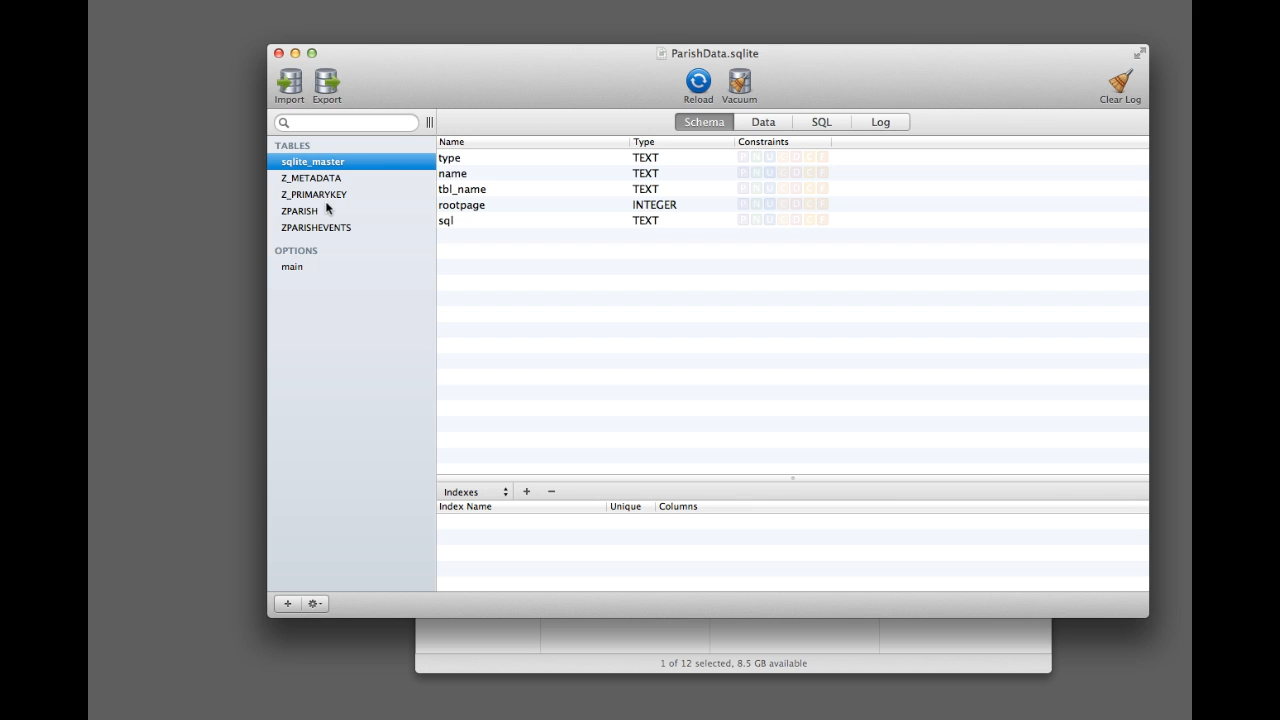 ParishData.sqlite
Import Export Reload Vacuum Clear Log
Schema Data SQL Log
TABLES
sqlite_master
Z_METADATA
Z_PRIMARYKEY
ZPARISH
ZPARISHEVENTS
OPTIONS
main
Name Type Constraints
type TEXT P N U C D C F
name TEXT P N U C D C F
tbl_name TEXT P N U C D C F
rootpage INTEGER P N U C D C F
sql TEXT P N U C D C F
Indexes + −
Index Name Unique Columns
+
1 of 12 selected, 8.5 GB available